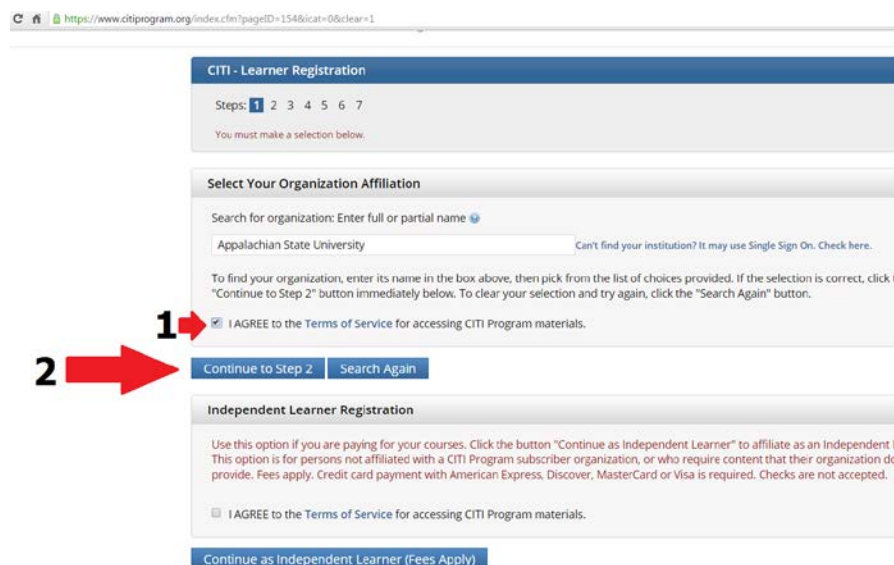 https://www.citiprogram.org/index.cfm?pageID=154&icat=0&clear=1
CITI - Learner Registration
Steps: 1 2 3 4 5 6 7
You must make a selection below.
Select Your Organization Affiliation
Search for organization: Enter full or partial name
Appalachian State University
Can't find your institution? It may use Single Sign On. Check here.
To find your organization, enter its name in the box above, then pick from the list of choices provided. If the selection is correct, click
"Continue to Step 2" button immediately below. To clear your selection and try again, click the "Search Again" button.
1
I AGREE to the Terms of Service for accessing CITI Program materials.
2
Continue to Step 2
Search Again
Independent Learner Registration
Use this option if you are paying for your courses. Click the button "Continue as Independent Learner" to affiliate as an Independent
This option is for persons not affiliated with a CITI Program subscriber organization, or who require content that their organization do
provide. Fees apply. Credit card payment with American Express, Discover, MasterCard or Visa is required. Checks are not accepted.
I AGREE to the Terms of Service for accessing CITI Program materials.
Continue as Independent Learner (Fees Apply)